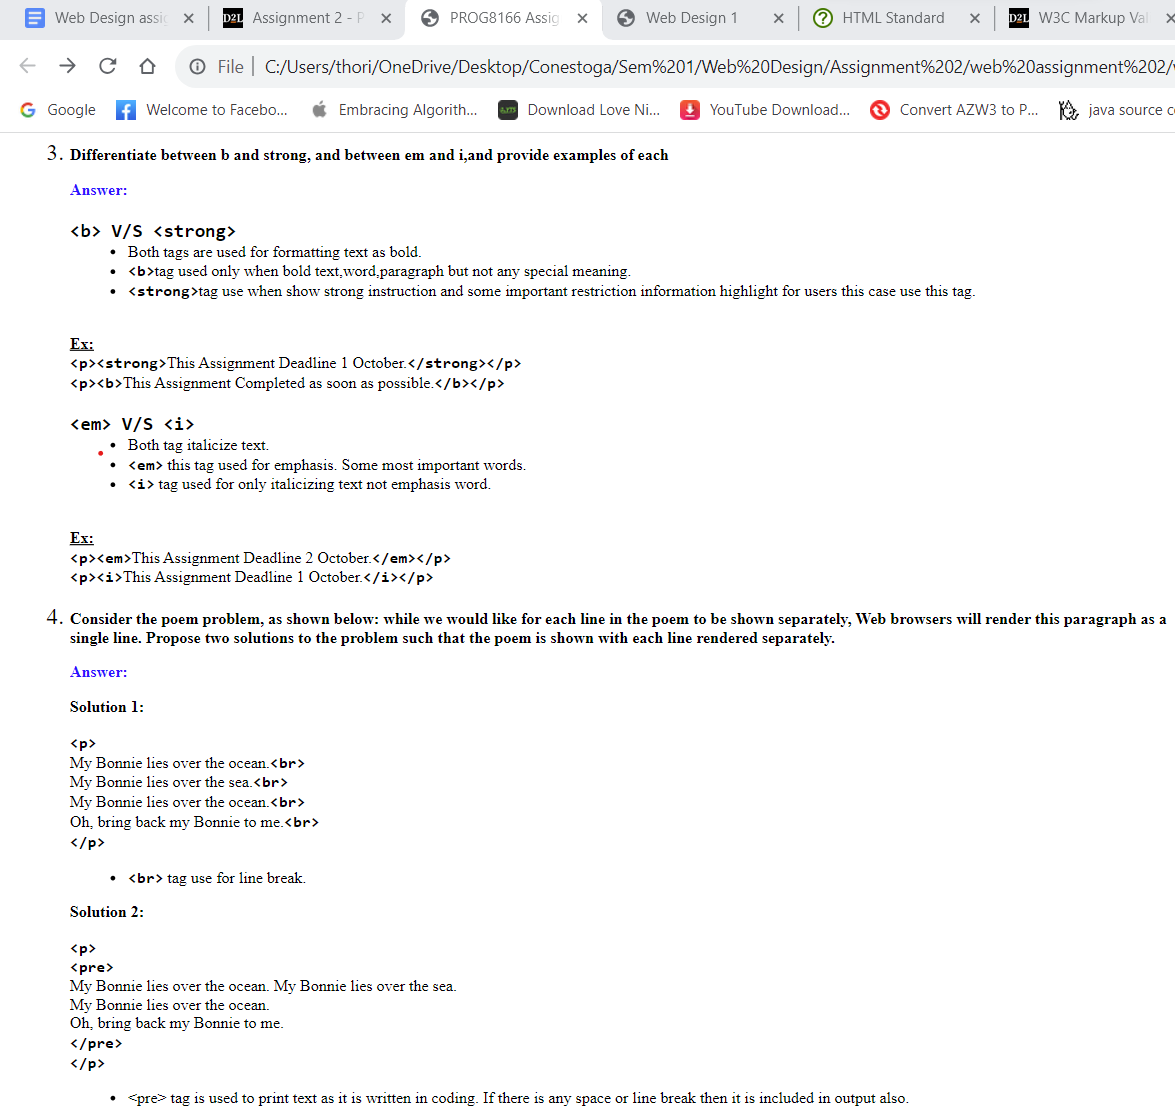 Web Design assig
Assignment 2 - P
PROG8166 Assig
Web Design 1
HTML Standard
W3C Markup Val
File
C:/Users/thori/OneDrive/Desktop/Conestoga/Sem%201/Web%20Design/Assignment%202/web%20assignment%202/
Google
Welcome to Facebo...
Embracing Algorith...
Download Love Ni...
YouTube Download...
Convert AZW3 to P...
java source c
3. Differentiate between b and strong, and between em and i,and provide examples of each
Answer:
<b> V/S <strong>
• Both tags are used for formatting text as bold.
• <b>tag used only when bold text,word,paragraph but not any special meaning.
• <strong>tag use when show strong instruction and some important restriction information highlight for users this case use this tag.
Ex:
<p><strong>This Assignment Deadline 1 October.</strong></p>
<p><b>This Assignment Completed as soon as possible.</b></p>
<em> V/S <i>
• Both tag italicize text.
• <em> this tag used for emphasis. Some most important words.
• <i> tag used for only italicizing text not emphasis word.
Ex:
<p><em>This Assignment Deadline 2 October.</em></p>
<p><i>This Assignment Deadline 1 October.</i></p>
4. Consider the poem problem, as shown below: while we would like for each line in the poem to be shown separately, Web browsers will render this paragraph as a
single line. Propose two solutions to the problem such that the poem is shown with each line rendered separately.
Answer:
Solution 1:
<p>
My Bonnie lies over the ocean.<br>
My Bonnie lies over the sea.<br>
My Bonnie lies over the ocean.<br>
Oh, bring back my Bonnie to me.<br>
</p>
• <br> tag use for line break.
Solution 2:
<p>
<pre>
My Bonnie lies over the ocean. My Bonnie lies over the sea.
My Bonnie lies over the ocean.
Oh, bring back my Bonnie to me.
</pre>
</p>
• <pre> tag is used to print text as it is written in coding. If there is any space or line break then it is included in output also.